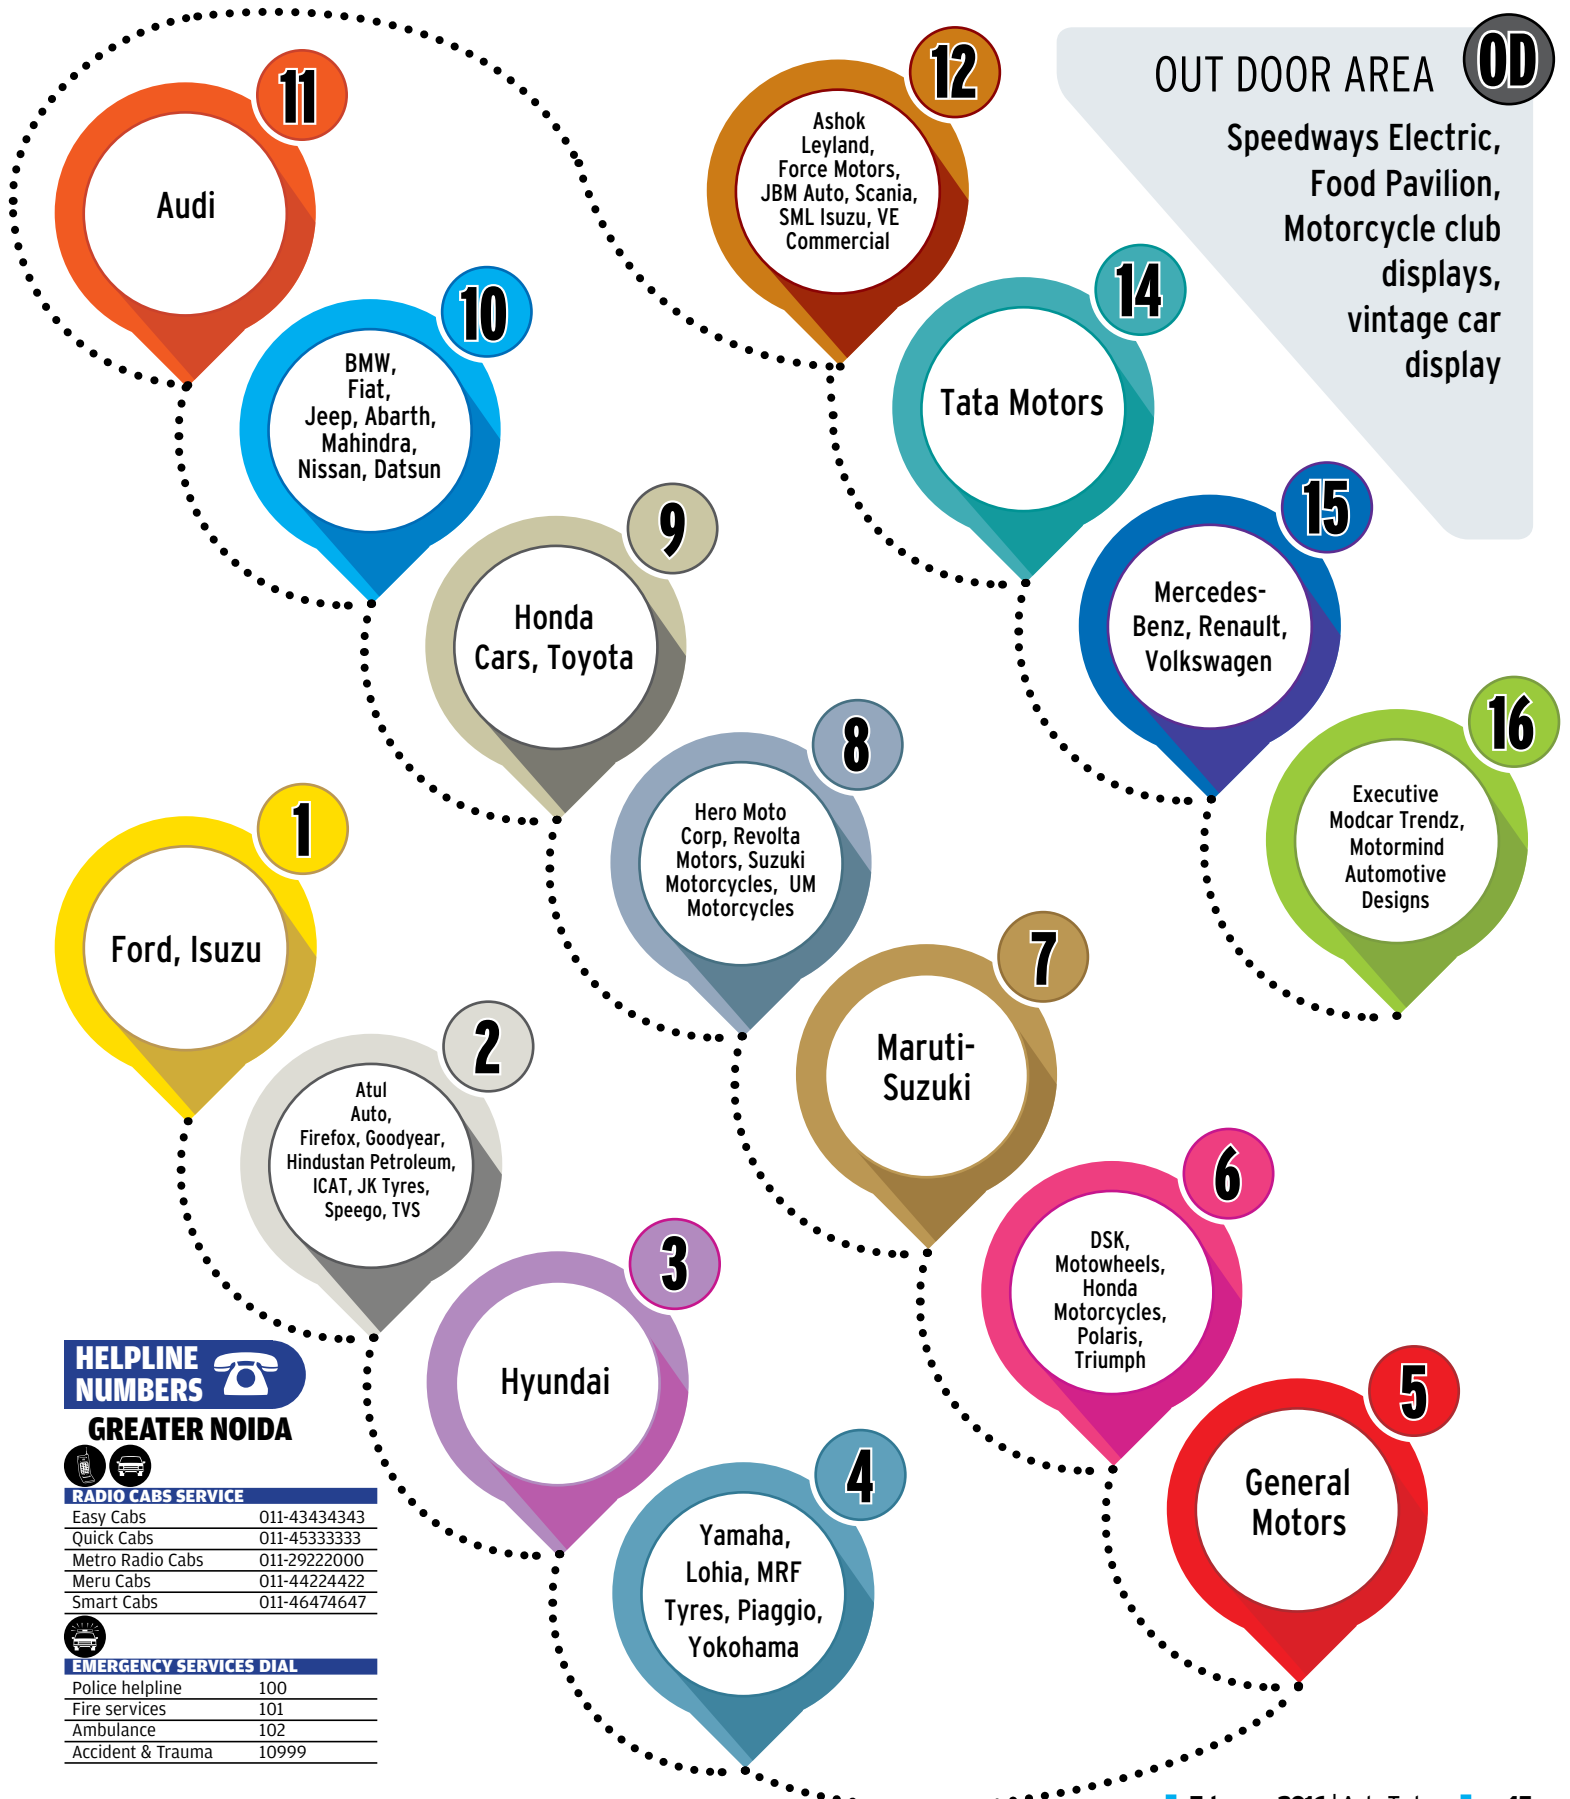 11
Audi
12
Ashok
Leyland,
Force Motors,
JBM Auto, Scania,
SML Isuzu, VE
Commercial
OUT DOOR AREA OD
Speedways Electric,
Food Pavilion,
Motorcycle club
displays,
vintage car
display
10
BMW,
Fiat,
Jeep, Abarth,
Mahindra,
Nissan, Datsun
14
Tata Motors
9
Honda
Cars, Toyota
15
Mercedes-
Benz, Renault,
Volkswagen
8
Hero Moto
Corp, Revolta
Motors, Suzuki
Motorcycles, UM
Motorcycles
16
Executive
Modcar Trendz,
Motormind
Automotive
Designs
1
Ford, Isuzu
7
Maruti-
Suzuki
2
Atul
Auto,
Firefox, Goodyear,
Hindustan Petroleum,
ICAT, JK Tyres,
Speego, TVS
6
DSK,
Motowheels,
Honda
Motorcycles,
Polaris,
Triumph
3
Hyundai
5
General
Motors
4
Yamaha,
Lohia, MRF
Tyres, Piaggio,
Yokohama
HELPLINE
NUMBERS
GREATER NOIDA
RADIO CABS SERVICE
Easy Cabs 011-43434343
Quick Cabs 011-45333333
Metro Radio Cabs 011-29222000
Meru Cabs 011-44224422
Smart Cabs 011-46474647
EMERGENCY SERVICES DIAL
Police helpline 100
Fire services 101
Ambulance 102
Accident & Trauma 10999